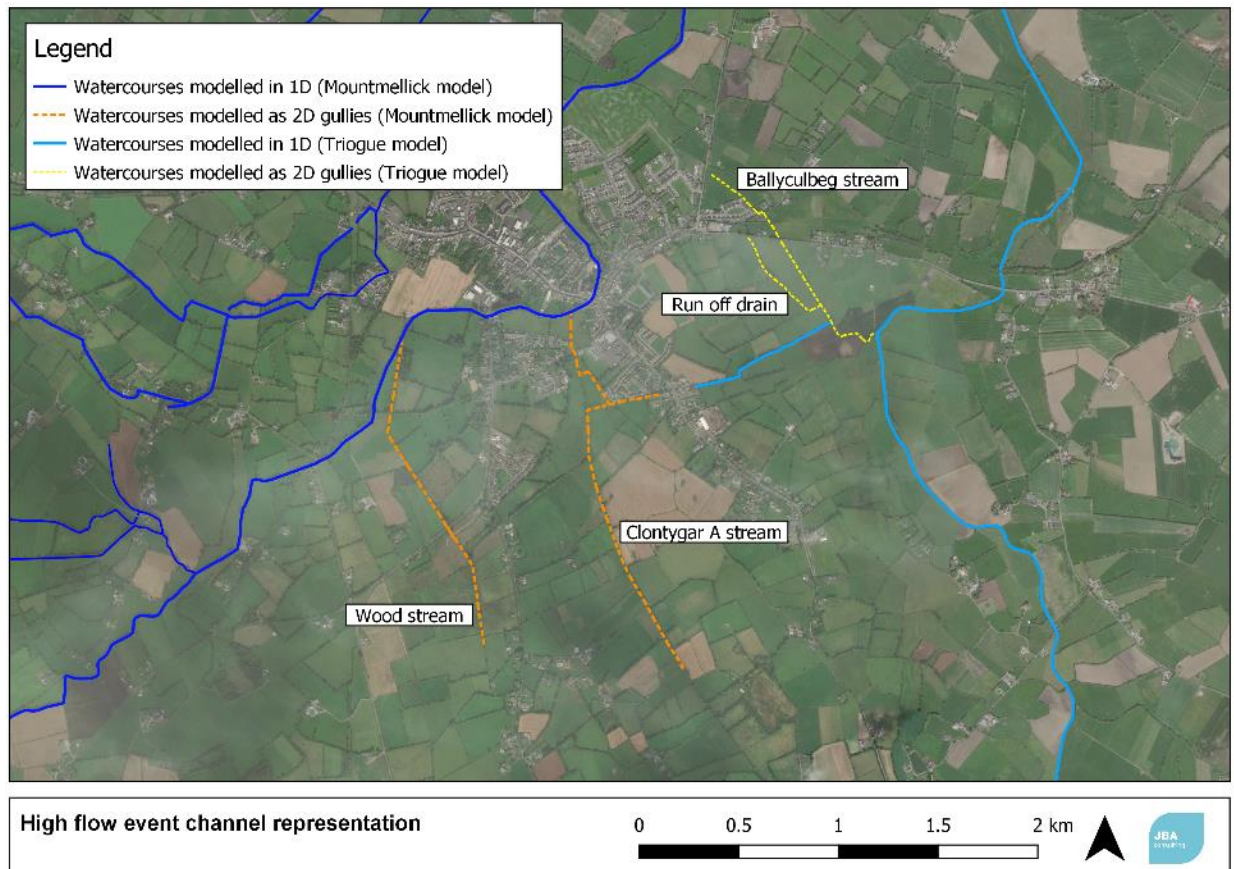 Legend
Watercourses modelled in 1D (Mountmellick model)
Watercourses modelled as 2D gullies (Mountmellick model)
Watercourses modelled in 1D (Triogue model)
Watercourses modelled as 2D gullies (Triogue model)
Ballyculbeg stream
Run off drain
Clontygar A stream
Wood stream
High flow event channel representation
0 0.5 1 1.5 2 km
JBA
consulting